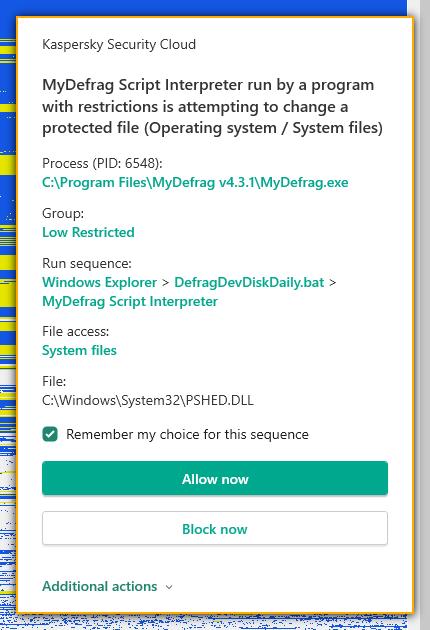 Kaspersky Security Cloud
MyDefrag Script Interpreter run by a program
with restrictions is attempting to change a
protected file (Operating system / System files)
Process (PID: 6548):
C:\Program Files\MyDefrag v4.3.1\MyDefrag.exe
Group:
Low Restricted
Run sequence:
Windows Explorer > DefragDevDiskDaily.bat >
MyDefrag Script Interpreter
File access:
System files
File:
C:\Windows\System32\PSHED.DLL
Remember my choice for this sequence
Allow now
Block now
Additional actions